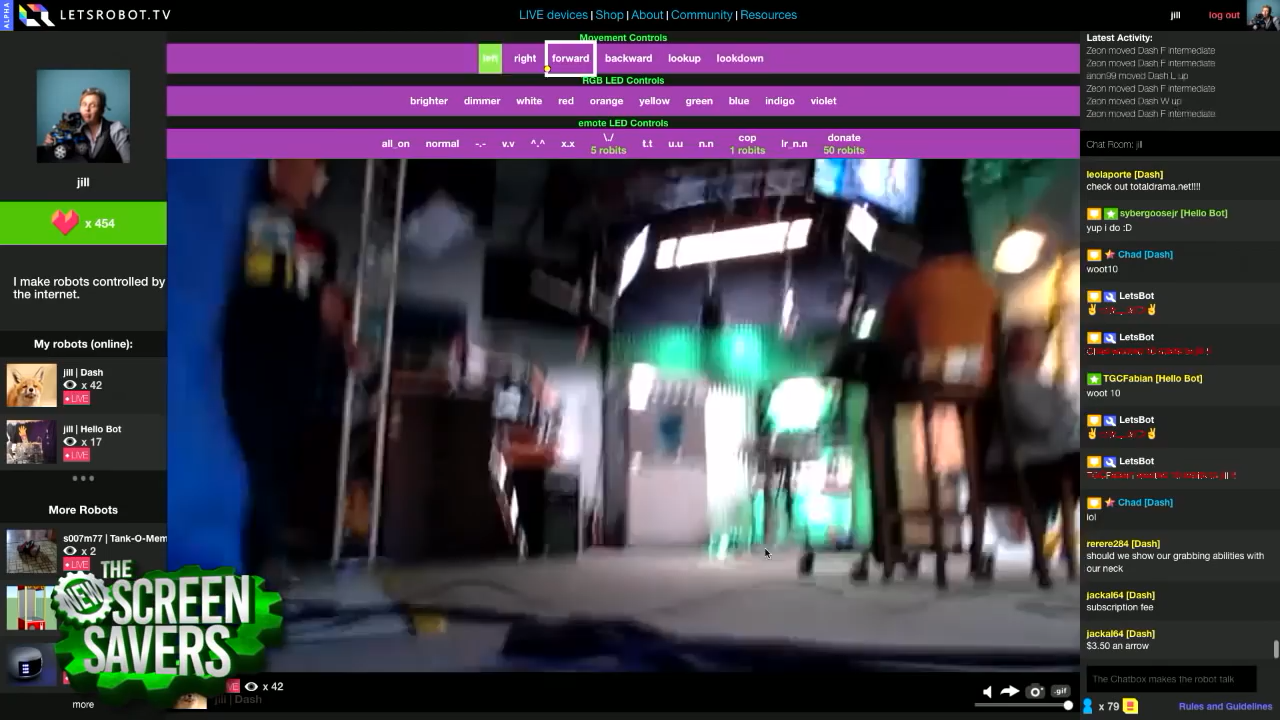 ALPHA
LETSROBOT.TV
LIVE devices | Shop | About | Community | Resources
jill
log out
Movement Controls
left
right
forward
backward
lookup
lookdown
RGB LED Controls
brighter
dimmer
white
red
orange
yellow
green
blue
indigo
violet
emote LED Controls
all_on
normal
-.-
v.v
^.^
x.x
\./
5 robits
t.t
u.u
n.n
cop
1 robits
lr_n.n
donate
50 robits
jill
x 454
I make robots controlled by
the internet.
My robots (online):
jill | Dash
x 42
LIVE
jill | Hello Bot
x 17
LIVE
More Robots
s007m77 | Tank-O-Mem
x 2
LIVE
THE
NEW
SCREEN
SAVERS
more
x 42
jill | Dash
.gif
Latest Activity:
Zeon moved Dash F intermediate
Zeon moved Dash F intermediate
anon99 moved Dash L up
Zeon moved Dash F intermediate
Zeon moved Dash W up
Zeon moved Dash F intermediate
Chat Room: jill
leolaporte [Dash]
check out totaldrama.net!!!!
sybergoosejr [Hello Bot]
yup i do :D
Chad [Dash]
woot10
LetsBot
LetsBot
TGCFabian [Hello Bot]
woot 10
LetsBot
LetsBot
Chad [Dash]
lol
rerere284 [Dash]
should we show our grabbing abilities with
our neck
jackal64 [Dash]
subscription fee
jackal64 [Dash]
$3.50 an arrow
The Chatbox makes the robot talk
x 79
Rules and Guidelines